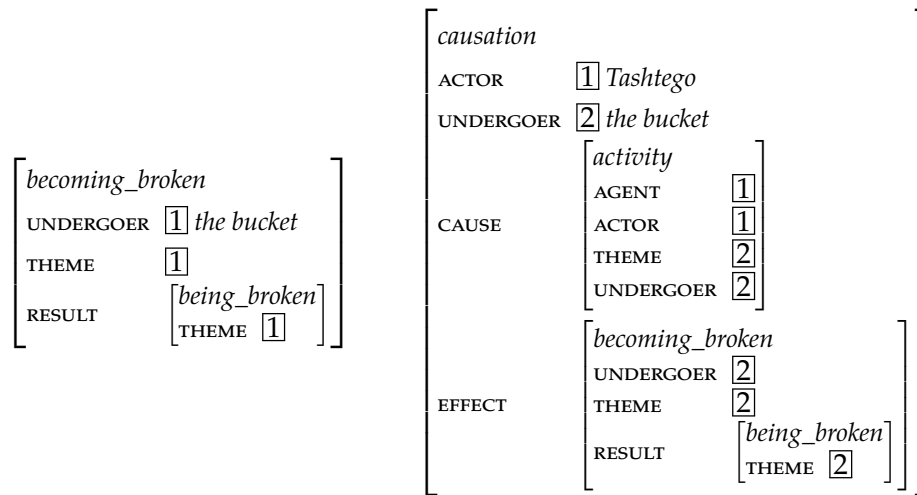 becoming_broken
UNDERGOER 1 the bucket
THEME 1
RESULT being_broken
THEME 1
causation
ACTOR 1 Tashtego
UNDERGOER 2 the bucket
CAUSE activity
AGENT 1
ACTOR 1
THEME 2
UNDERGOER 2
EFFECT becoming_broken
UNDERGOER 2
THEME 2
RESULT being_broken
THEME 2